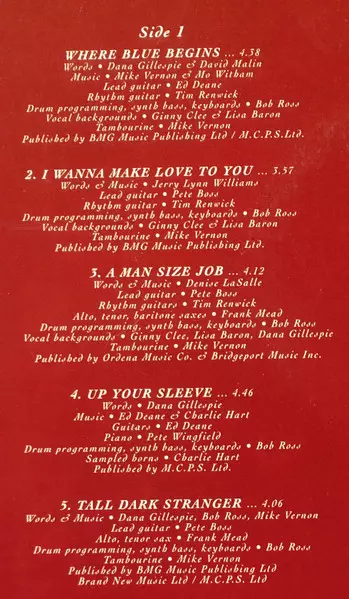 Side 1
WHERE BLUE BEGINS ... 4.38
Words • Dana Gillespie & David Malin
Music • Mike Vernon & Mo Witham
Lead guitar • Ed Deane
Rhythm guitar • Tim Renwick
Drum programming, synth bass, keyboards • Bob Ross
Vocal backgrounds • Ginny Clee & Lisa Baron
Tambourine • Mike Vernon
Published by BMG Music Publishing Ltd / M.C.P.S.Ltd.
2. I WANNA MAKE LOVE TO YOU ... 3.57
Words & Music • Jerry Lynn Williams
Lead guitar • Pete Boss
Rhythm guitar • Tim Renwick
Drum programming, synth bass, keyboards • Bob Ross
Vocal backgrounds • Ginny Clee & Lisa Baron
Tambourine • Mike Vernon
Published by BMG Music Publishing Ltd.
3. A MAN SIZE JOB ... 4.12
Words & Music • Denise LaSalle
Lead guitar • Pete Boss
Rhythm guitars • Tim Renwick
Alto, tenor, baritone saxes • Frank Mead
Drum programming, synth bass, keyboards • Bob Ross
Vocal backgrounds • Ginny Clee, Lisa Baron, Dana Gillespie
Tambourine • Mike Vernon
Published by Ordena Music Co. & Bridgeport Music Inc.
4. UP YOUR SLEEVE ... 4.46
Words • Dana Gillespie
Music • Ed Deane & Charlie Hart
Guitars • Ed Deane
Piano • Pete Wingfield
Drum programming, synth bass, keyboards • Bob Ross
Sampled horns • Charlie Hart
Published by M.C.P.S. Ltd.
5. TALL DARK STRANGER ... 4.06
Words & Music • Dana Gillespie, Bob Ross, Mike Vernon
Lead guitar • Pete Boss
Alto, tenor sax • Frank Mead
Drum programming, synth bass, keyboards • Bob Ross
Tambourine • Mike Vernon
Published by BMG Music Publishing Ltd
Brand New Music Ltd / M.C.P.S. Ltd